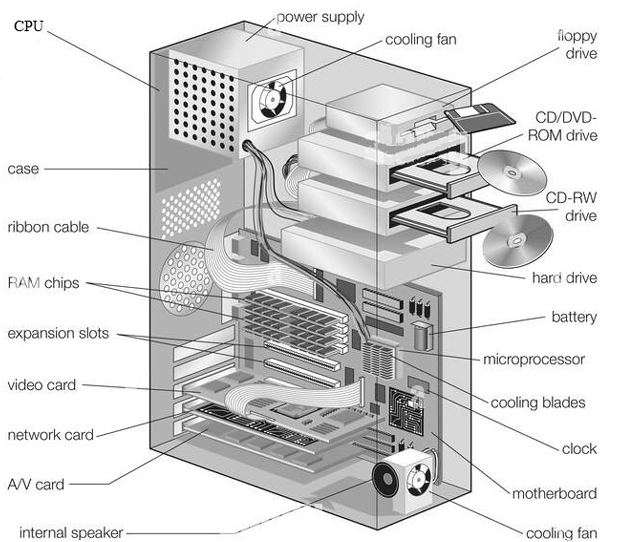 CPU
power supply
cooling fan
floppy
drive
CD/DVD-
ROM drive
case
CD-RW
drive
ribbon cable
hard drive
RAM chips
battery
expansion slots
microprocessor
video card
cooling blades
network card
clock
A/V card
motherboard
internal speaker
cooling fan